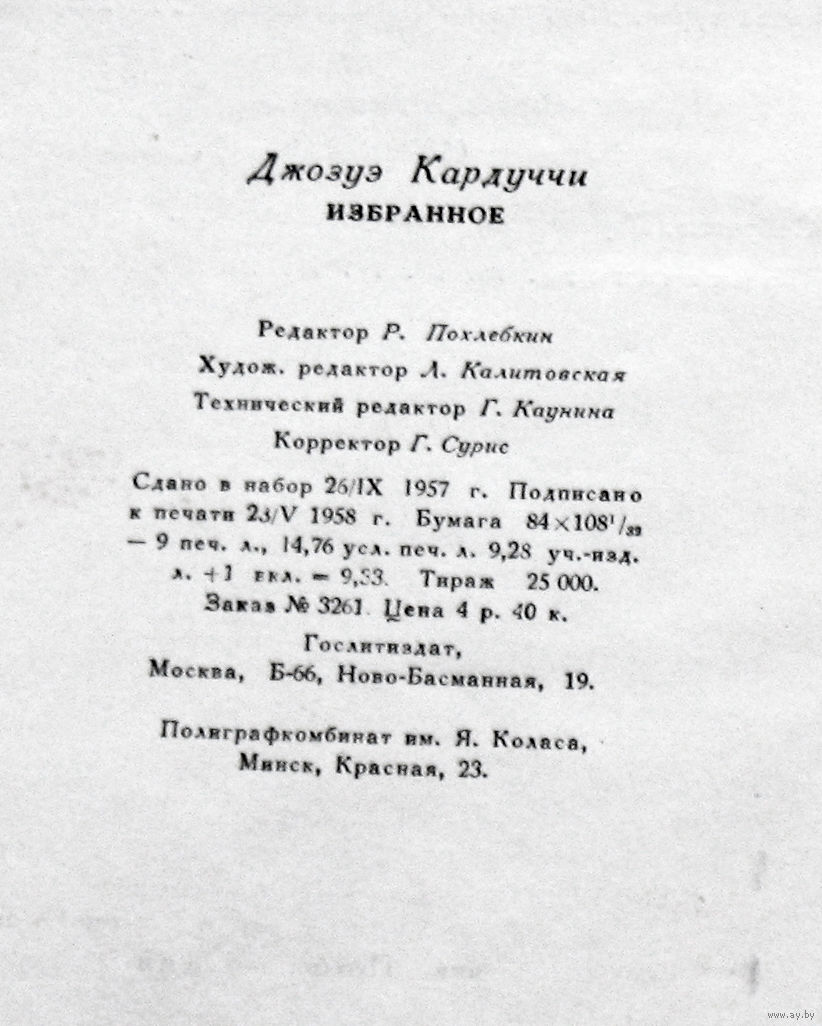 Джозуэ Кардуччи
ИЗБРАННОЕ
Редактор Р. Похлебкин
Худож. редактор Л. Калитовская
Технический редактор Г. Каунина
Корректор Г. Сурис
Сдано в набор 26/IX 1957 г. Подписано
к печати 23/V 1958 г. Бумага 84×108¹/₃₂
— 9 печ. л., 14,76 усл. печ. л. 9,28 уч.-изд.
л. +1 вкл. = 9,33. Тираж 25 000.
Заказ № 3261. Цена 4 р. 40 к.
Гослитиздат,
Москва, Б-66, Ново-Басманная, 19.
Полиграфкомбинат им. Я. Коласа,
Минск, Красная, 23.
www.ay.by